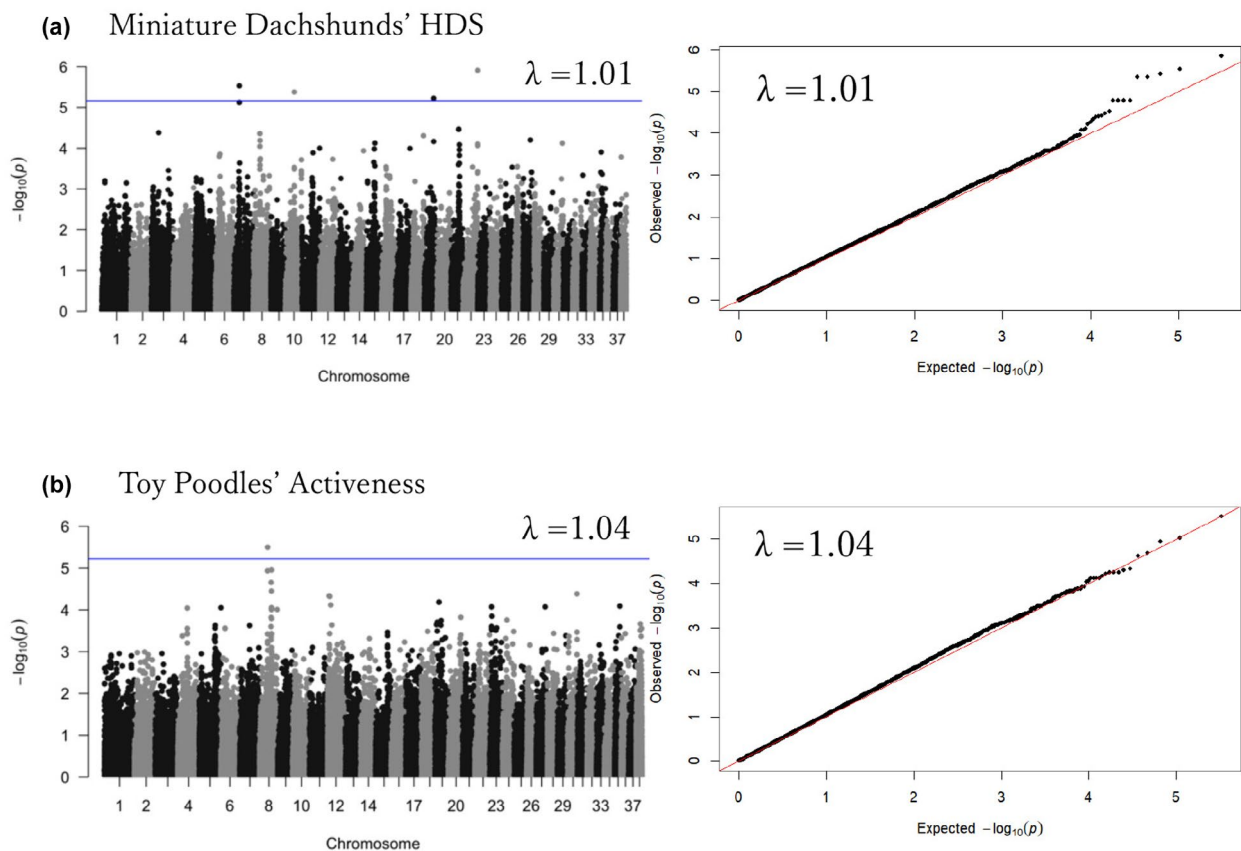 (a) Miniature Dachshunds' HDS
λ =1.01
6
5
4
3
2
1
0
−log10(p)
1 2 4 6 8 10 12 14 17 20 23 26 29 33 37
Chromosome
λ =1.01
6
5
4
3
2
1
0
Observed −log10(p)
0 1 2 3 4 5
Expected −log10(p)
(b) Toy Poodles' Activeness
λ =1.04
6
5
4
3
2
1
0
−log10(p)
1 2 4 6 8 10 12 14 17 20 23 26 29 33 37
Chromosome
λ =1.04
5
4
3
2
1
0
Observed −log10(p)
0 1 2 3 4 5
Expected −log10(p)